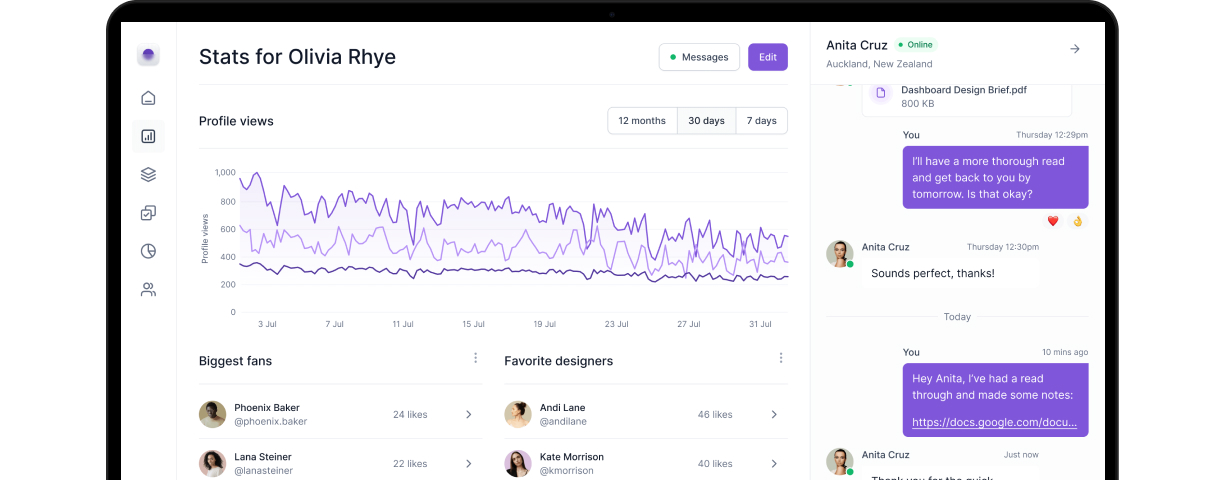 Stats for Olivia Rhye
Messages
Edit
Profile views
12 months
30 days
7 days
Profile views
1,000
800
600
400
200
0
3 Jul
7 Jul
11 Jul
15 Jul
19 Jul
23 Jul
27 Jul
31 Jul
Biggest fans
Phoenix Baker
@phoenix.baker
24 likes
Lana Steiner
@lanasteiner
22 likes
Favorite designers
Andi Lane
@andilane
46 likes
Kate Morrison
@kmorrison
40 likes
Anita Cruz
Online
Auckland, New Zealand
Dashboard Design Brief.pdf
800 KB
You
Thursday 12:29pm
I'll have a more thorough read
and get back to you by
tomorrow. Is that okay?
Anita Cruz
Thursday 12:30pm
Sounds perfect, thanks!
Today
You
10 mins ago
Hey Anita, I've had a read
through and made some notes:
https://docs.google.com/docu...
Anita Cruz
Just now
Thank you for the quick